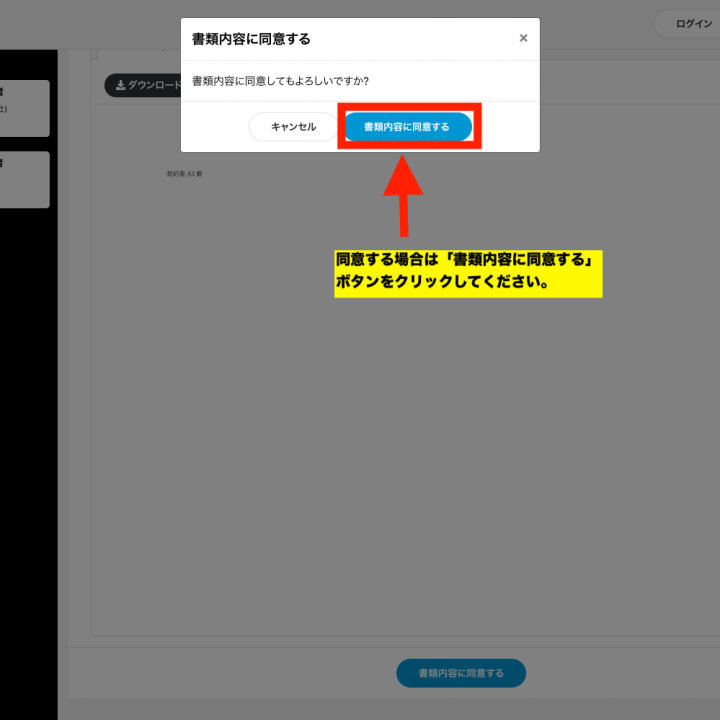 ログイン
書類内容に同意する
×
者
社)
ダウンロード
書類内容に同意してもよろしいですか?
キャンセル
書類内容に同意する
者
契約書 A3 縦
同意する場合は「書類内容に同意する」
ボタンをクリックしてください。
書類内容に同意する